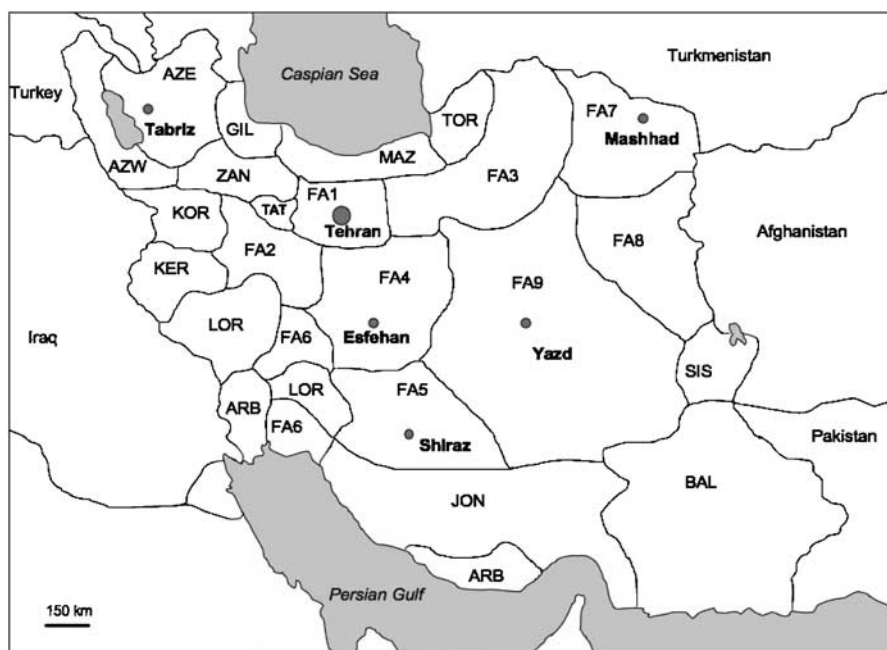 Turkey
AZE
Tabriz
AZW
GIL
Caspian Sea
Turkmenistan
TOR
FA7
Mashhad
MAZ
ZAN
FA3
KOR
TAT
FA1
Tehran
FA2
KER
FA4
FA9
FA8
Afghanistan
Iraq
LOR
FA6
Esfehan
Yazd
SIS
ARB
LOR
FA5
FA6
Shiraz
Pakistan
JON
BAL
ARB
Persian Gulf
150 km